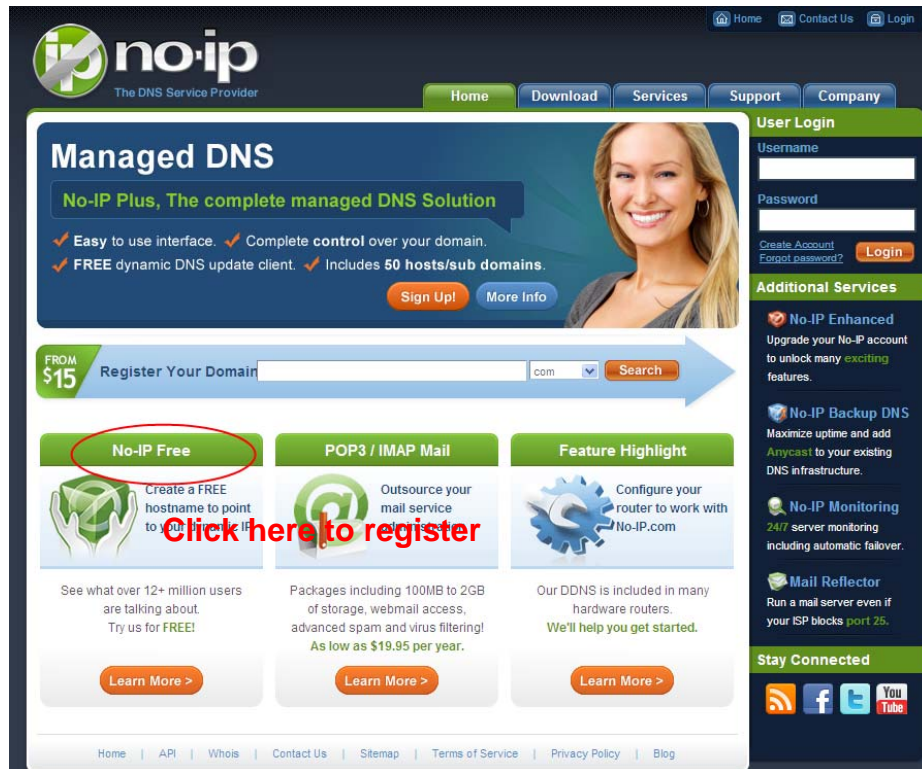 Home Contact Us Login
ip no·ip
The DNS Service Provider
Home Download Services Support Company
Managed DNS
No-IP Plus, The complete managed DNS Solution
Easy to use interface. Complete control over your domain.
FREE dynamic DNS update client. Includes 50 hosts/sub domains.
Sign Up! More Info
FROM
$15
Register Your Domain
com
Search
No-IP Free
Create a FREE
hostname to point
to your dynamic IP
Click here to register
See what over 12+ million users
are talking about.
Try us for FREE!
Learn More >
POP3 / IMAP Mail
Outsource your
mail service
administration
Packages including 100MB to 2GB
of storage, webmail access,
advanced spam and virus filtering!
As low as $19.95 per year.
Learn More >
Feature Highlight
Configure your
router to work with
No-IP.com
Our DDNS is included in many
hardware routers.
We'll help you get started.
Learn More >
User Login
Username
Password
Create Account
Forgot password?
Login
Additional Services
No-IP Enhanced
Upgrade your No-IP account
to unlock many exciting
features.
No-IP Backup DNS
Maximize uptime and add
Anycast to your existing
DNS infrastructure.
No-IP Monitoring
24/7 server monitoring
including automatic failover.
Mail Reflector
Run a mail server even if
your ISP blocks port 25.
Stay Connected
f t You
Tube
Home | API | Whois | Contact Us | Sitemap | Terms of Service | Privacy Policy | Blog